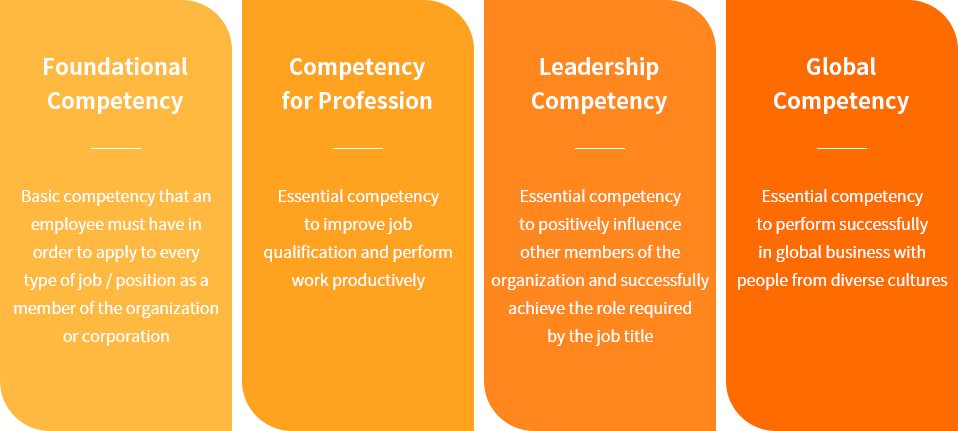 Foundational
Competency
Basic competency that an
employee must have in
order to apply to every
type of job / position as a
member of the organization
or corporation
Competency
for Profession
Essential competency
to improve job
qualification and perform
work productively
Leadership
Competency
Essential competency
to positively influence
other members of the
organization and successfully
achieve the role required
by the job title
Global
Competency
Essential competency
to perform successfully
in global business with
people from diverse cultures